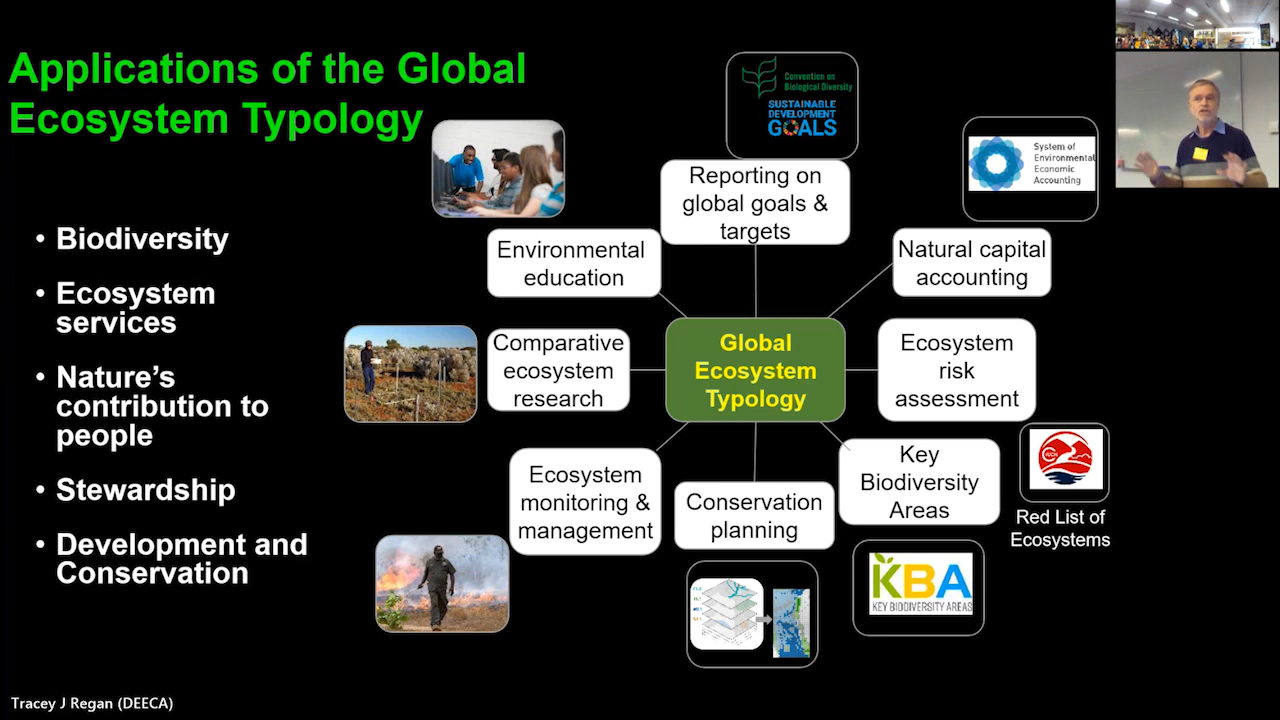 Applications of the Global
Ecosystem Typology
• Biodiversity
• Ecosystem
services
• Nature’s
contribution to
people
• Stewardship
• Development and
Conservation
Convention on
Biological Diversity
SUSTAINABLE
DEVELOPMENT
GOALS
Reporting on
global goals &
targets
System of
Environmental
Economic
Accounting
Natural capital
accounting
Environmental
education
Comparative
ecosystem
research
Global
Ecosystem
Typology
Ecosystem
risk
assessment
Ecosystem
monitoring &
management
Conservation
planning
Key
Biodiversity
Areas
IUCN
Red List of
Ecosystems
KBA
KEY BIODIVERSITY AREAS
Tracey J Regan (DEECA)